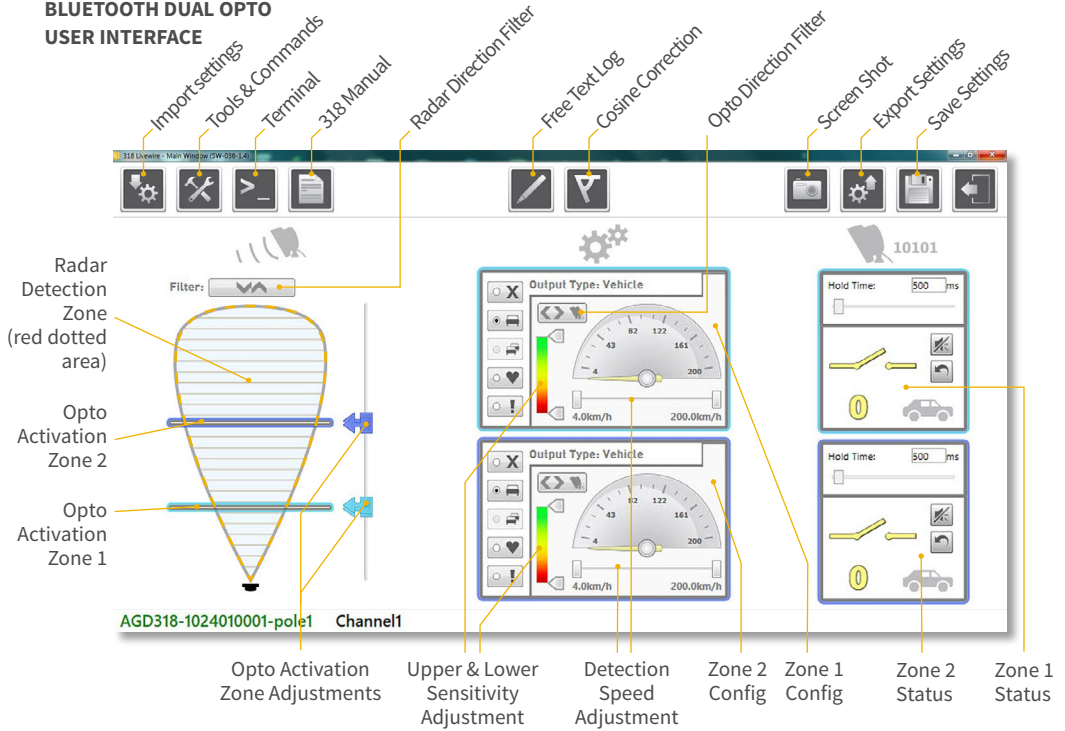 BLUETOOTH DUAL OPTO
USER INTERFACE
Import settings
Tools & Commands
Terminal
318 Manual
Radar Direction Filter
Free Text Log
Cosine Correction
Opto Direction Filter
Screen Shot
Export Settings
Save Settings
318 Livewire - Main Window (SW-036-1.4)
>_
10101
Radar
Detection
Zone
(red dotted
area)
Opto
Activation
Zone 2
Opto
Activation
Zone 1
Filter:
X
Output Type: Vehicle
4
43
82
122
161
200
4.0km/h
200.0km/h
!
Hold Time:
500
ms
0
X
Output Type: Vehicle
4
43
82
122
161
200
4.0km/h
200.0km/h
!
Hold Time:
500
ms
0
AGD318-1024010001-pole1
Channel1
Opto Activation
Zone Adjustments
Upper & Lower
Sensitivity
Adjustment
Detection
Speed
Adjustment
Zone 2
Config
Zone 1
Config
Zone 2
Status
Zone 1
Status